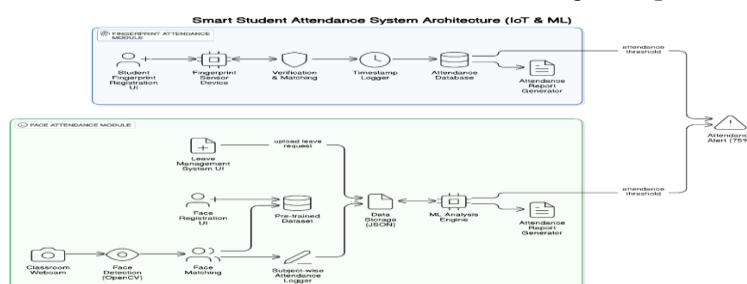 Smart Student Attendance System Architecture (IoT & ML)
FINGERPRINT ATTENDANCE
MODULE
Student
Fingerprint
Registration
UI
Fingerprint
Sensor
Device
Verification
& Matching
Timestamp
Logger
Attendance
Database
Attendance
Report
Generator
attendance
threshold
Attendanc
Alert (75%
FACE ATTENDANCE MODULE
Leave
Management
System UI
upload leave
request
Face
Registration
UI
Pre-trained
Dataset
Data
Storage
(JSON)
ML Analysis
Engine
attendance
threshold
Attendance
Report
Generator
Classroom
Webcam
Face
Detection
(OpenCV)
Face
Matching
Subject-wise
Attendance
Logger